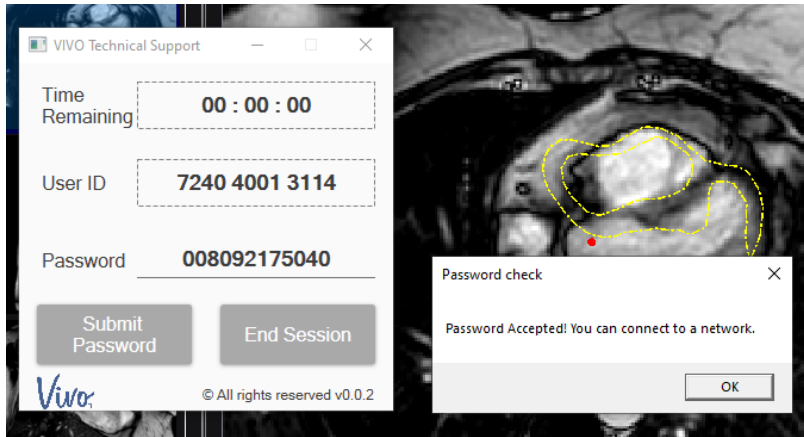 VIVO Technical Support
Time
Remaining
00 : 00 : 00
User ID
7240 4001 3114
Password
008092175040
Submit
Password
End Session
Vivo
© All rights reserved v0.0.2
Password check
Password Accepted! You can connect to a network.
OK